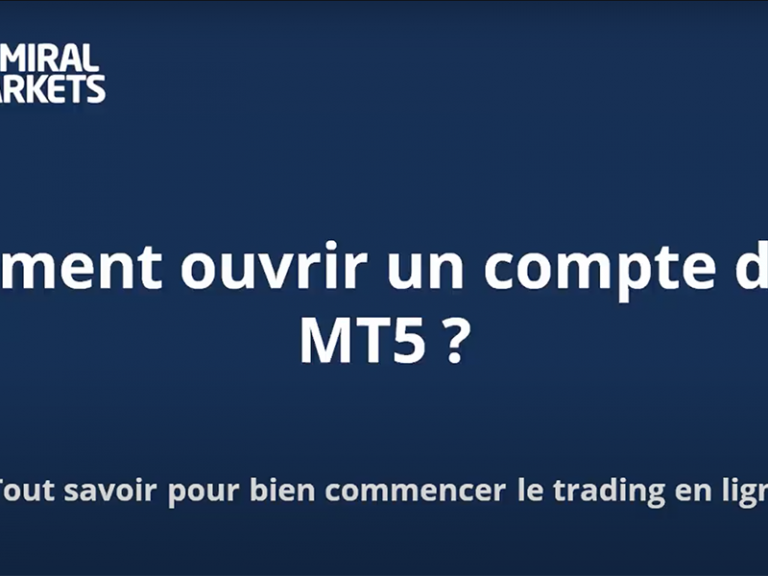 MIRAL
ARKETS
ment ouvrir un compte d
MT5 ?
Tout savoir pour bien commencer le trading en lign